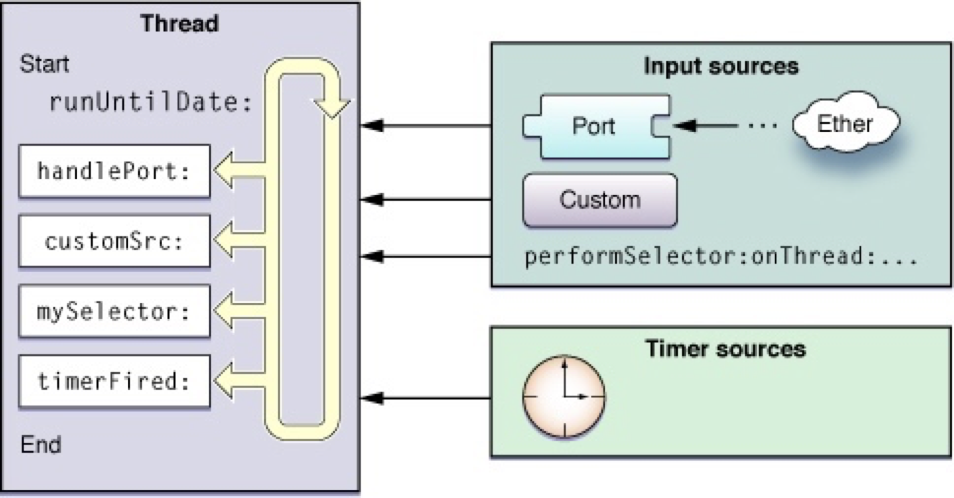 Thread
Start
runUntilDate:
handlePort:
customSrc:
mySelector:
timerFired:
End
Input sources
Port
Ether
Custom
performSelector:onThread:...
Timer sources